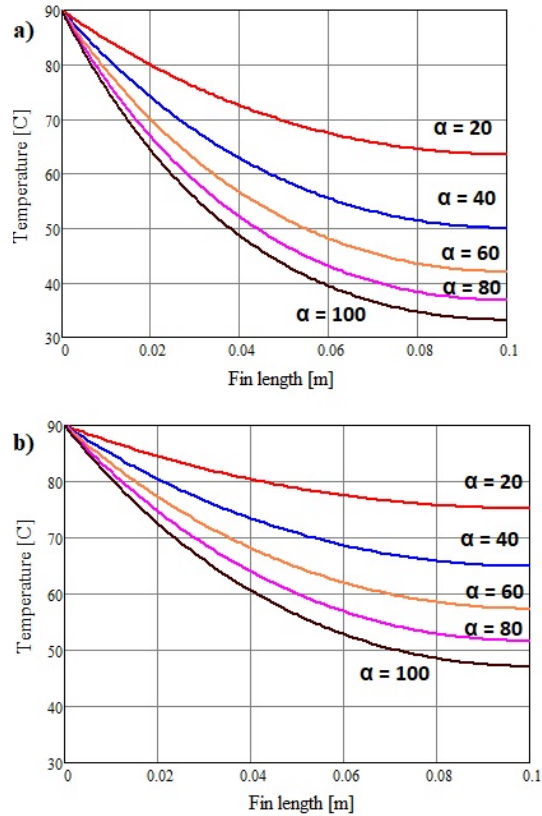 a)
90
80
70
60
50
40
30
Temperature [C]
α = 20
α = 40
α = 60
α = 80
α = 100
0
0.02
0.04
0.06
0.08
0.1
Fin length [m]
b)
90
80
70
60
50
40
30
Temperature [C]
α = 20
α = 40
α = 60
α = 80
α = 100
0
0.02
0.04
0.06
0.08
0.1
Fin length [m]